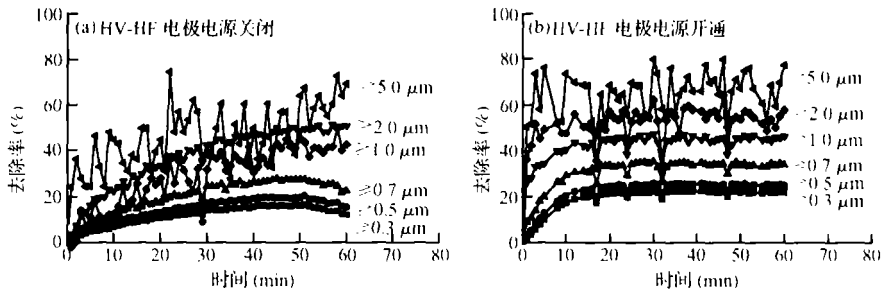 (a) HV-HF 电极电源关闭
去除率 (%)
100
80
60
40
20
0
≥5.0 μm
≥2.0 μm
≥1.0 μm
≥0.7 μm
≥0.5 μm
≥0.3 μm
0 10 20 30 40 50 60 70 80
时间 (min)
(b) HV-HF 电极电源开通
去除率 (%)
100
80
60
40
20
0
≥5.0 μm
≥2.0 μm
≥1.0 μm
≥0.7 μm
≥0.5 μm
≥0.3 μm
0 10 20 30 40 50 60 70 80
时间 (min)